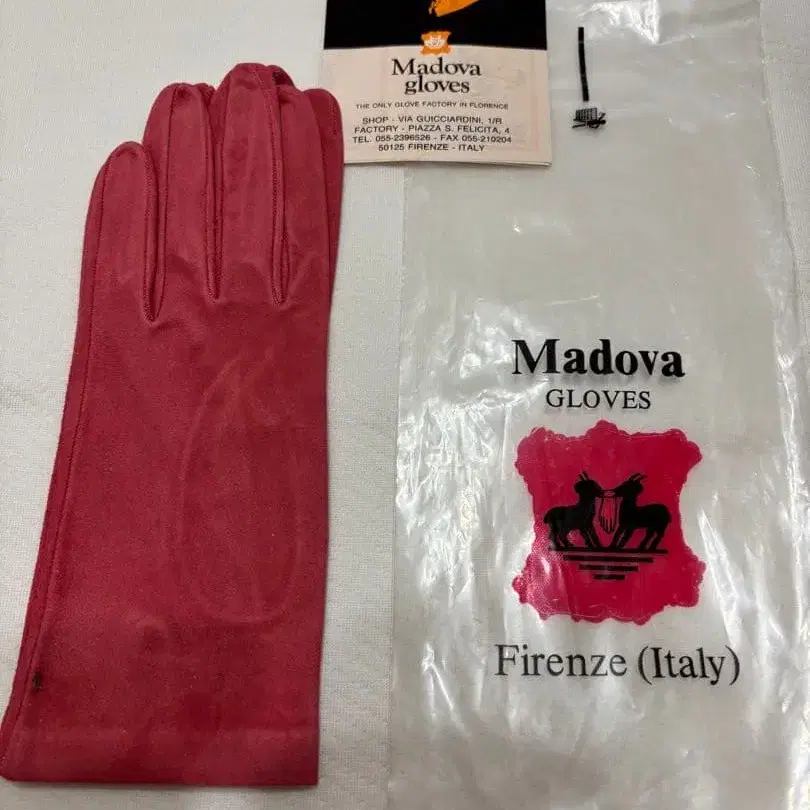 Madova
gloves
THE ONLY GLOVE FACTORY IN FLORENCE
SHOP - VIA GUICCIARDINI, 1/R
FACTORY - PIAZZA S. FELICITA, 4
TEL. 055-2396526 - FAX 055-210204
50125 FIRENZE - ITALY
Madova
GLOVES
Firenze (Italy)